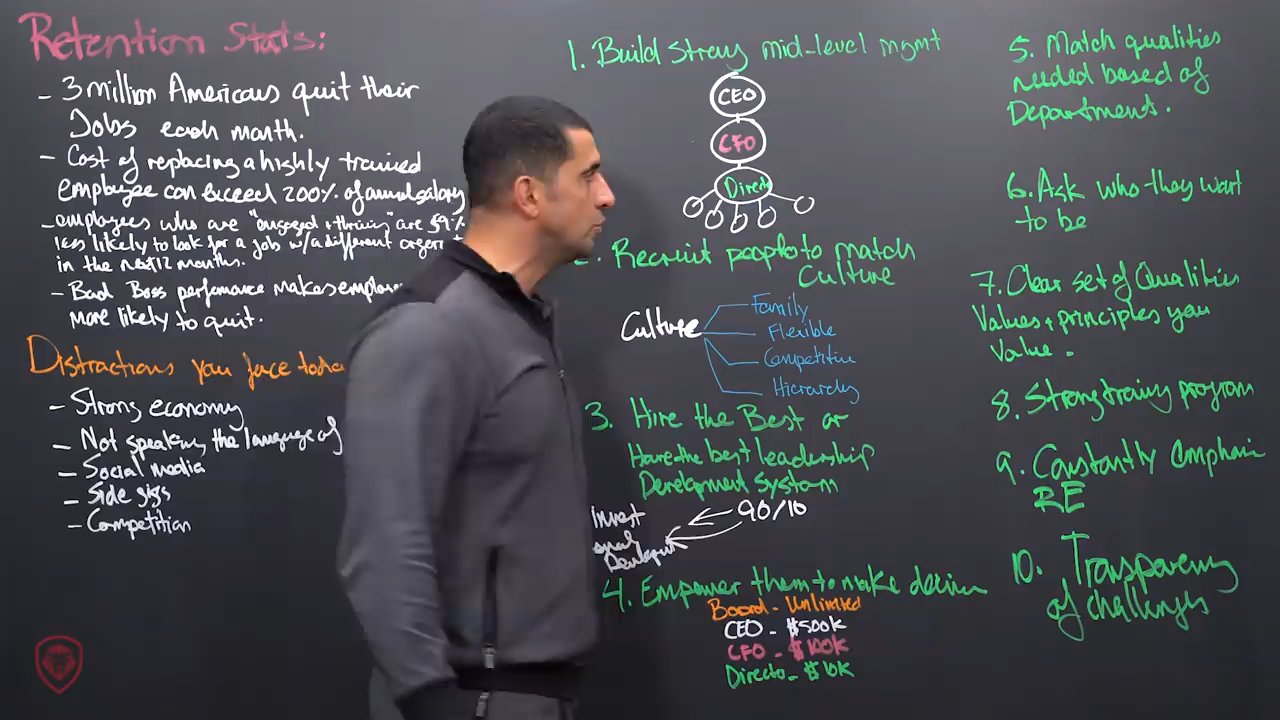 Retention Stats:
- 3 million Americans quit their
Jobs each month.
- Cost of replacing a highly trained
employee can exceed 200% of annual salary
- employees who are "engaged + thriving" are 59%
less likely to look for a job w/a different
in the next 12 months.
- Bad Boss performance makes
more likely to quit.
Distractions you face
- Strong economy
- Not speaking the language of
- Social media
- Side gigs
- Competition
1. Build Strong mid-level mgmt
CEO
CFO
Directo
Recruit people to match
Culture
Culture
Family
Flexible
Competitive
Hierarchy
3. Hire the Best or
Have the best leadership
Development System
90/10
Invest
4. Empower them to make decision
Board - Unlimited
CEO - $500K
CFO - $100K
Directo - $10K
5. Match qualities
needed based of
Department.
6. Ask who they want
to be
7. Clear set of Qualities
Values + principles you
Value.
8. Strong training program
9. Constantly
RE
10. Transparency
of challenges